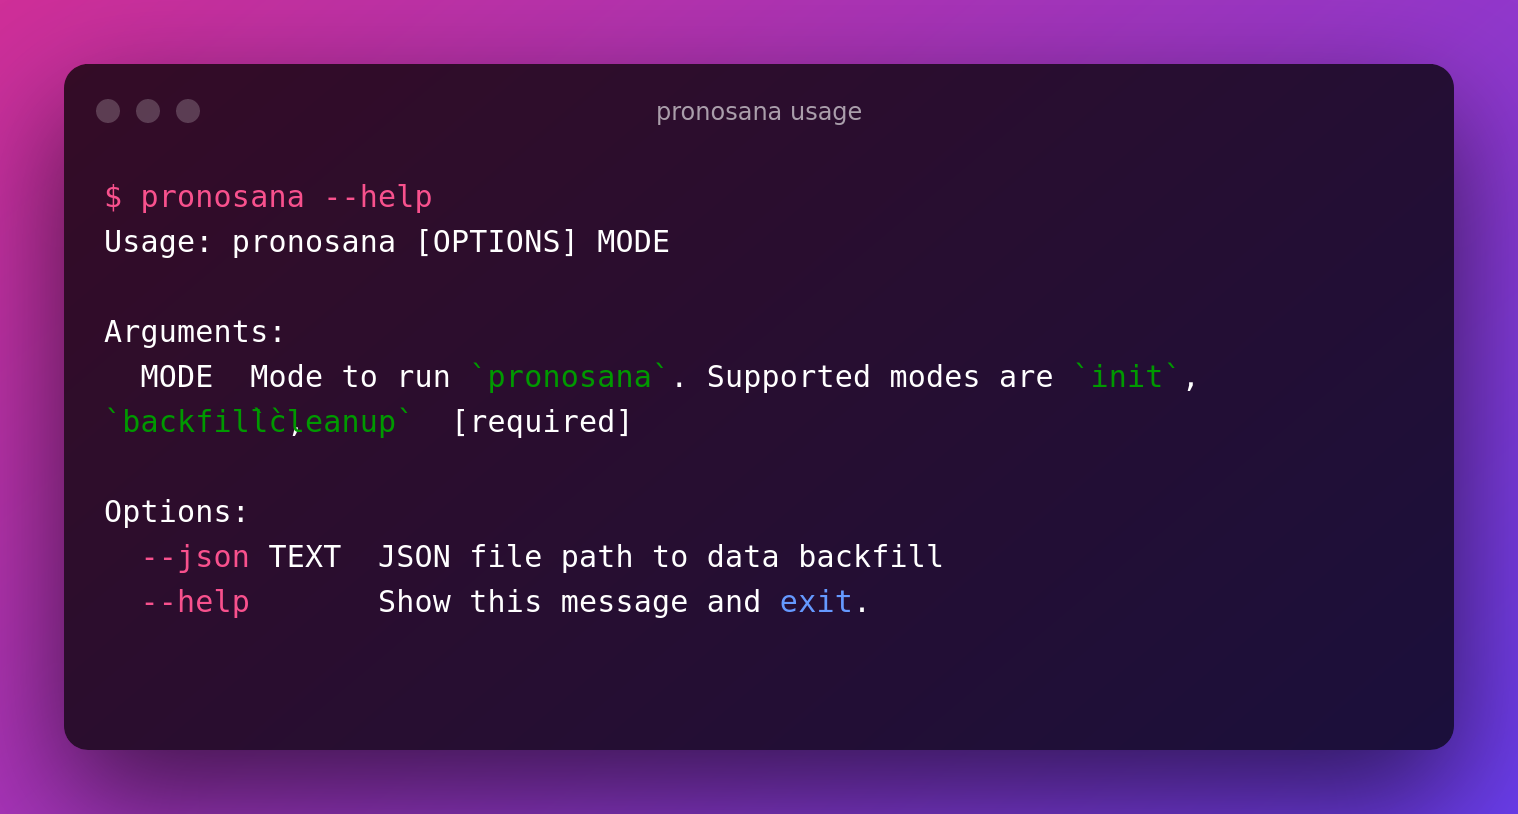 pronosana usage
$ pronosana --help
Usage: pronosana [OPTIONS] MODE
Arguments:
  MODE  Mode to run `pronosana`. Supported modes are `init`,
`backfill`, `cleanup`  [required]
Options:
  --json TEXT  JSON file path to data backfill
  --help       Show this message and exit.